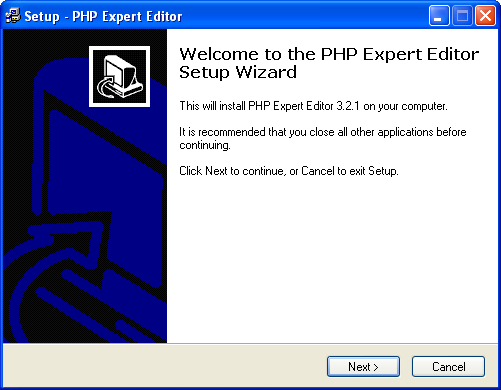 Setup - PHP Expert Editor
Welcome to the PHP Expert Editor
Setup Wizard
This will install PHP Expert Editor 3.2.1 on your computer.
It is recommended that you close all other applications before
continuing.
Click Next to continue, or Cancel to exit Setup.
Next >
Cancel